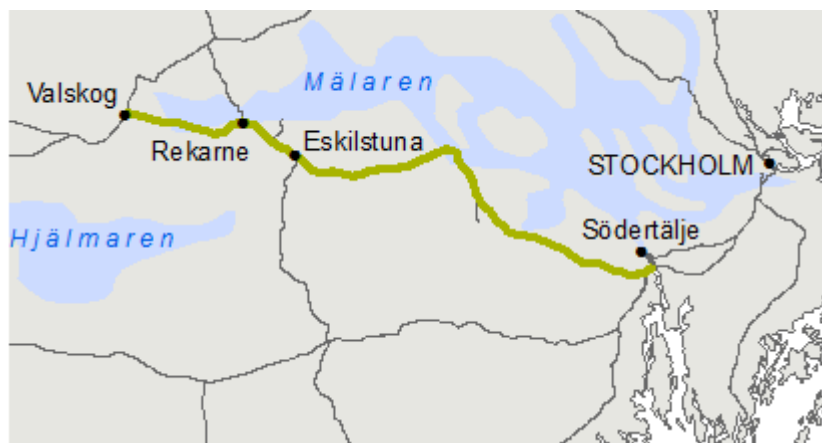 Mälaren
Valskog
Rekarne
Eskilstuna
STOCKHOLM
Södertälje
Hjälmaren